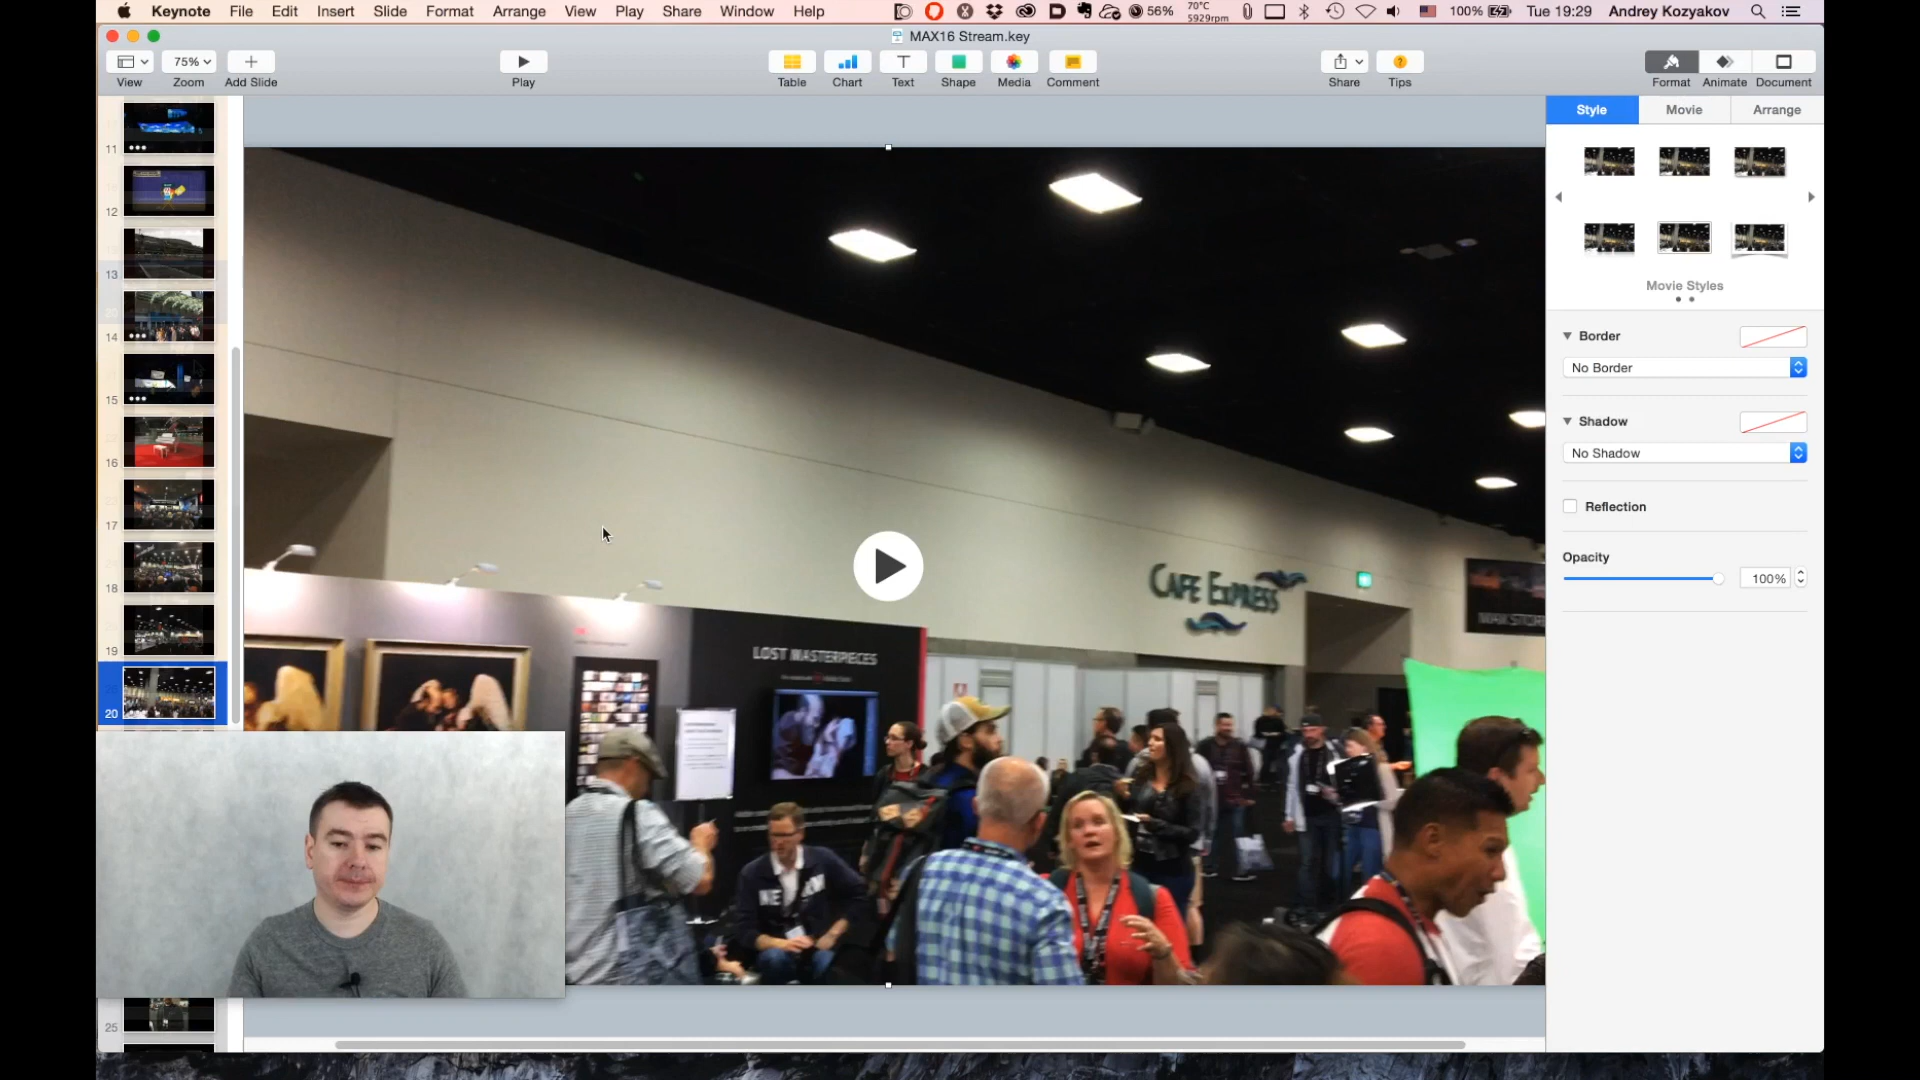 Keynote File Edit Insert Slide Format Arrange View Play Share Window Help 56% 70°C 5929rpm 100% Tue 19:29 Andrey Kozyakov
MAX16 Stream.key
75%
View Zoom Add Slide Play Table Chart Text Shape Media Comment Share Tips Format Animate Document
Style Movie Arrange
Movie Styles
Border
No Border
Shadow
No Shadow
Reflection
Opacity
100%
11
12
13
14
15
16
17
18
19
20
25
CAFE EXPRESS
LOST MASTERPIECES